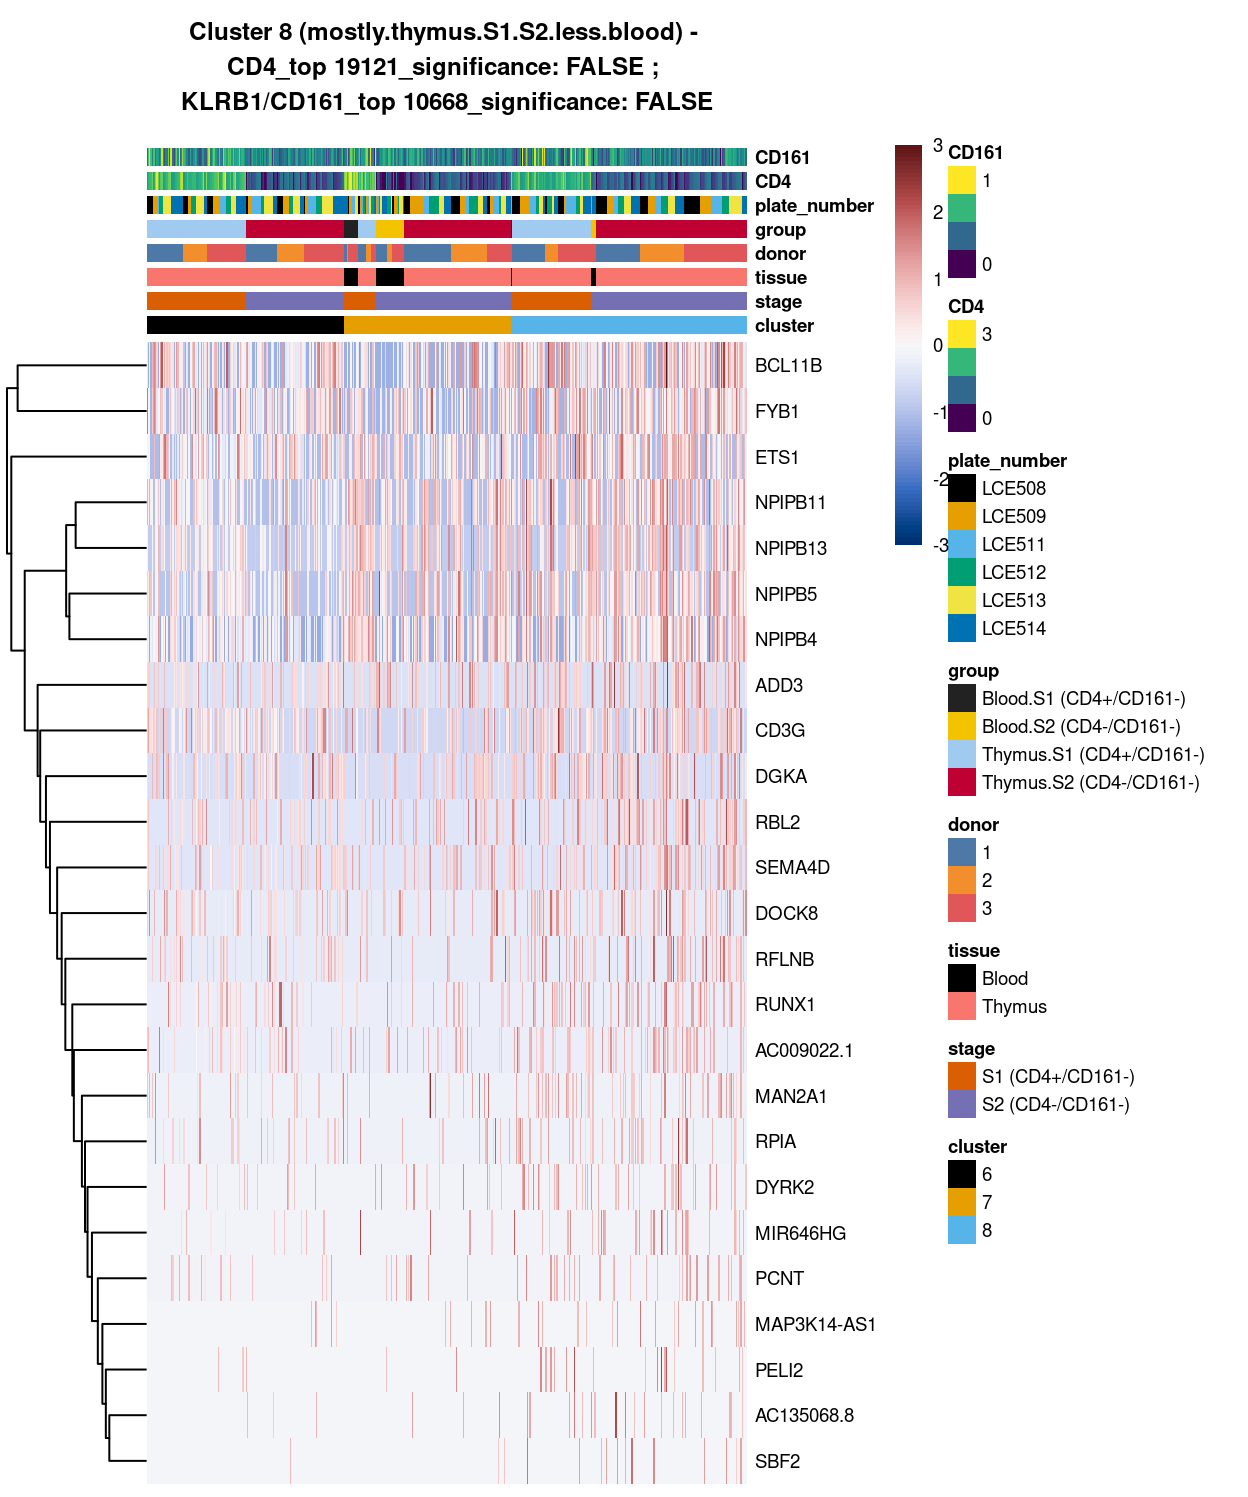 Cluster 8 (mostly.thymus.S1.S2.less.blood) -
CD4_top 19121_significance: FALSE ;
KLRB1/CD161_top 10668_significance: FALSE
CD161
CD4
plate_number
group
donor
tissue
stage
cluster
BCL11B
FYB1
ETS1
NPIPB11
NPIPB13
NPIPB5
NPIPB4
ADD3
CD3G
DGKA
RBL2
SEMA4D
DOCK8
RFLNB
RUNX1
AC009022.1
MAN2A1
RPIA
DYRK2
MIR646HG
PCNT
MAP3K14-AS1
PELI2
AC135068.8
SBF2
3
2
1
0
-1
-2
-3
CD161
1
0
CD4
3
0
plate_number
LCE508
LCE509
LCE511
LCE512
LCE513
LCE514
group
Blood.S1 (CD4+/CD161-)
Blood.S2 (CD4-/CD161-)
Thymus.S1 (CD4+/CD161-)
Thymus.S2 (CD4-/CD161-)
donor
1
2
3
tissue
Blood
Thymus
stage
S1 (CD4+/CD161-)
S2 (CD4-/CD161-)
cluster
6
7
8